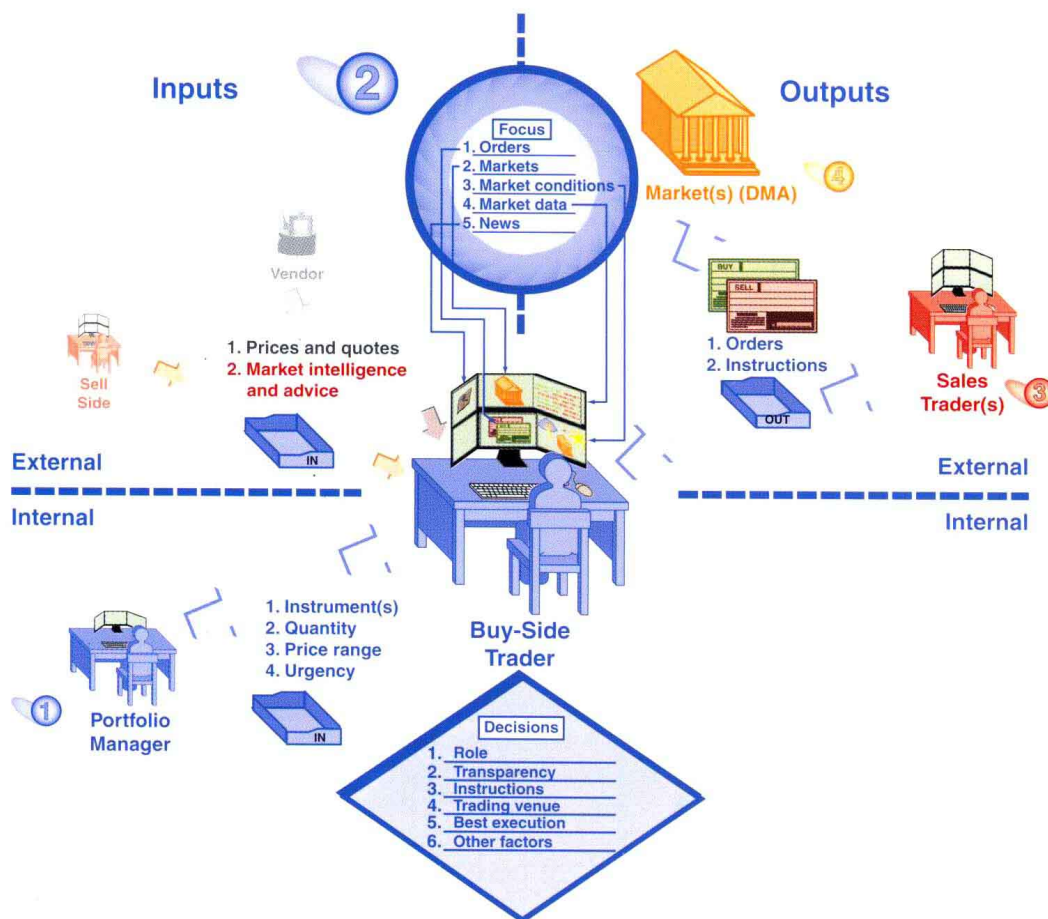 Inputs
2
Outputs
Focus
1. Orders
2. Markets
3. Market conditions
4. Market data
5. News
4
Market(s) (DMA)
Vendor
BUY
SELL
Sell
Side
1. Prices and quotes
2. Market intelligence
and advice
IN
1. Orders
2. Instructions
OUT
Sales
Trader(s)
3
External
Internal
External
Internal
1. Instrument(s)
2. Quantity
3. Price range
4. Urgency
IN
1
Portfolio
Manager
Buy-Side
Trader
Decisions
1. Role
2. Transparency
3. Instructions
4. Trading venue
5. Best execution
6. Other factors